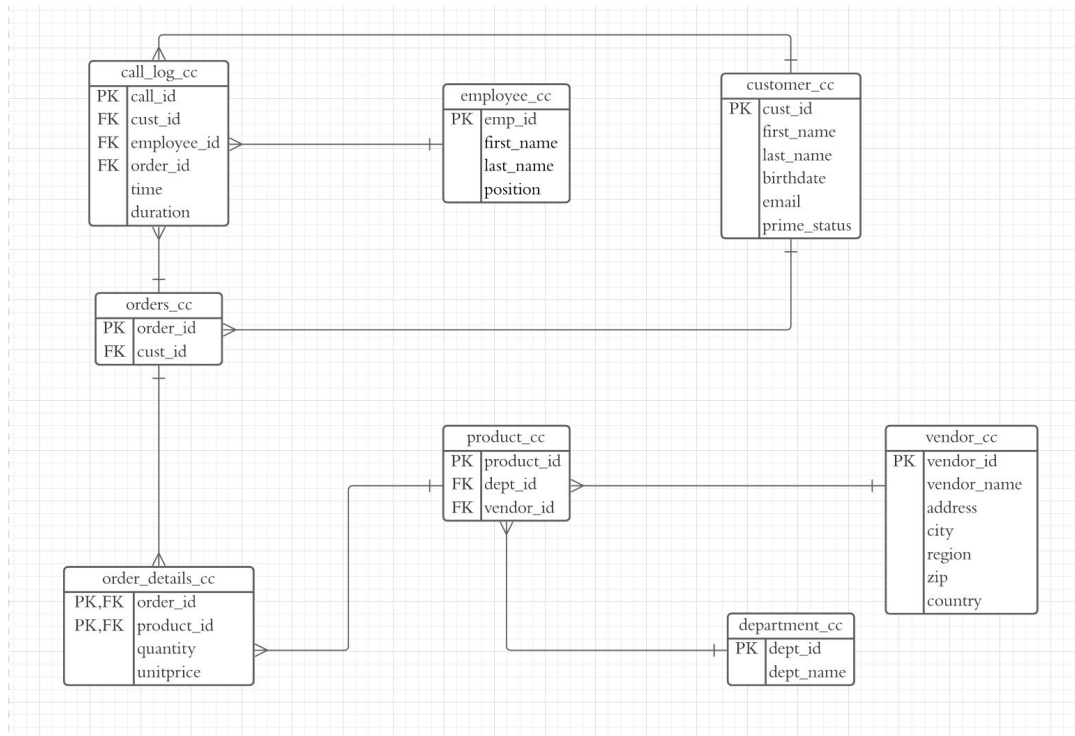 call_log_cc
PK call_id
FK cust_id
FK employee_id
FK order_id
time
duration
employee_cc
PK emp_id
first_name
last_name
position
customer_cc
PK cust_id
first_name
last_name
birthdate
email
prime_status
orders_cc
PK order_id
FK cust_id
product_cc
PK product_id
FK dept_id
FK vendor_id
vendor_cc
PK vendor_id
vendor_name
address
city
region
zip
country
order_details_cc
PK,FK order_id
PK,FK product_id
quantity
unitprice
department_cc
PK dept_id
dept_name